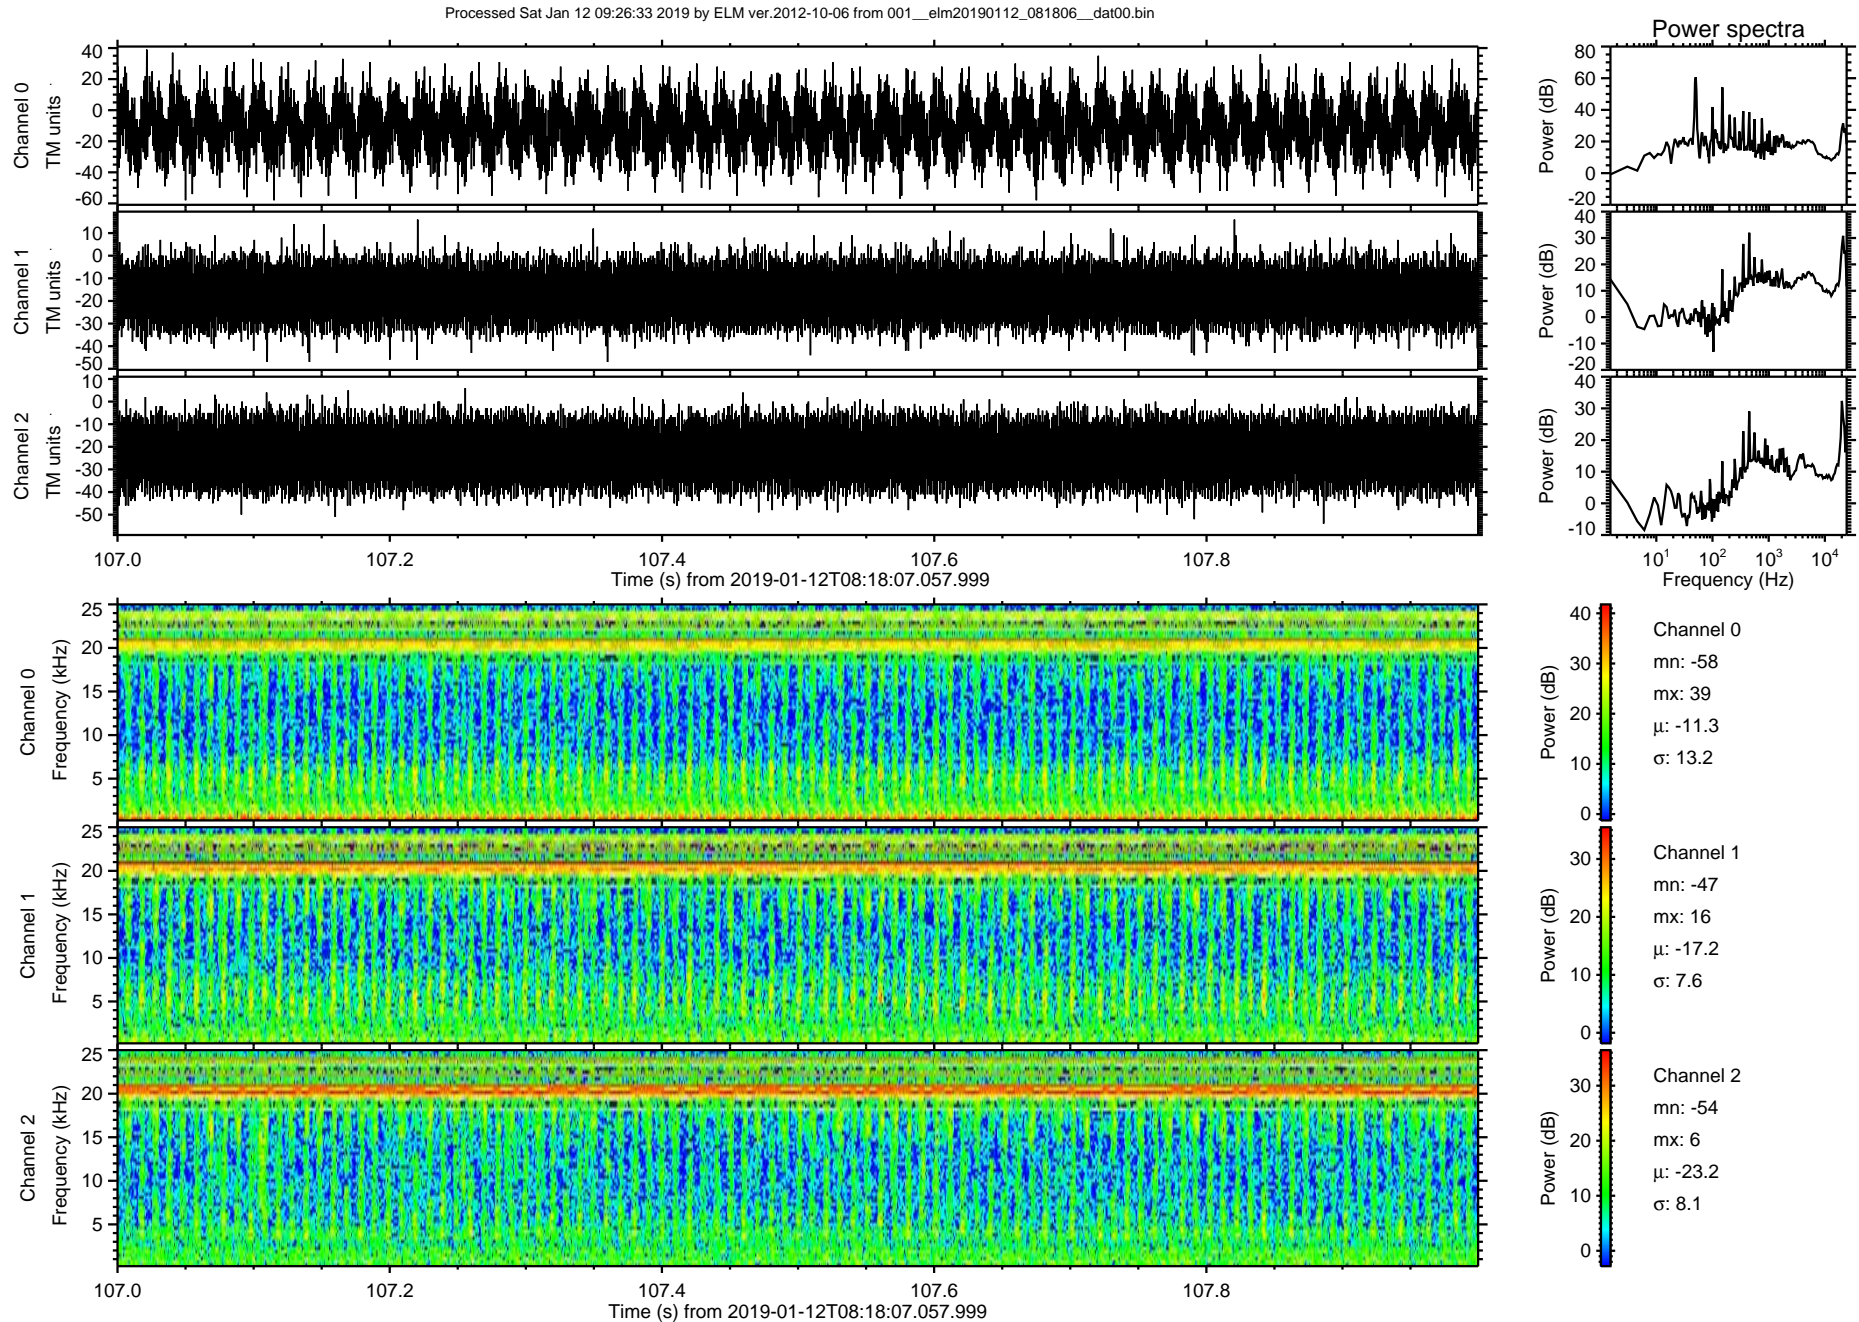 Processed Sat Jan 12 09:26:33 2019 by ELM ver.2012-10-06 from 001__elm20190112_081806__dat00.bin
Power spectra
Channel 0
TM units
40
20
0
-20
-40
-60
Power (dB)
80
60
40
20
0
-20
Channel 1
TM units
10
0
-10
-20
-30
-40
-50
Power (dB)
40
30
20
10
0
-10
-20
Channel 2
TM units
10
0
-10
-20
-30
-40
-50
Power (dB)
40
30
20
10
0
-10
107.0 107.2 107.4 107.6 107.8
Time (s) from 2019-01-12T08:18:07.057.999
10¹ 10² 10³ 10⁴
Frequency (Hz)
Channel 0
Frequency (kHz)
25
20
15
10
5
Power (dB)
40
30
20
10
0
Channel 0
mn: -58
mx: 39
μ: -11.3
σ: 13.2
Channel 1
Frequency (kHz)
25
20
15
10
5
Power (dB)
30
20
10
0
Channel 1
mn: -47
mx: 16
μ: -17.2
σ: 7.6
Channel 2
Frequency (kHz)
25
20
15
10
5
Power (dB)
30
20
10
0
Channel 2
mn: -54
mx: 6
μ: -23.2
σ: 8.1
107.0 107.2 107.4 107.6 107.8
Time (s) from 2019-01-12T08:18:07.057.999